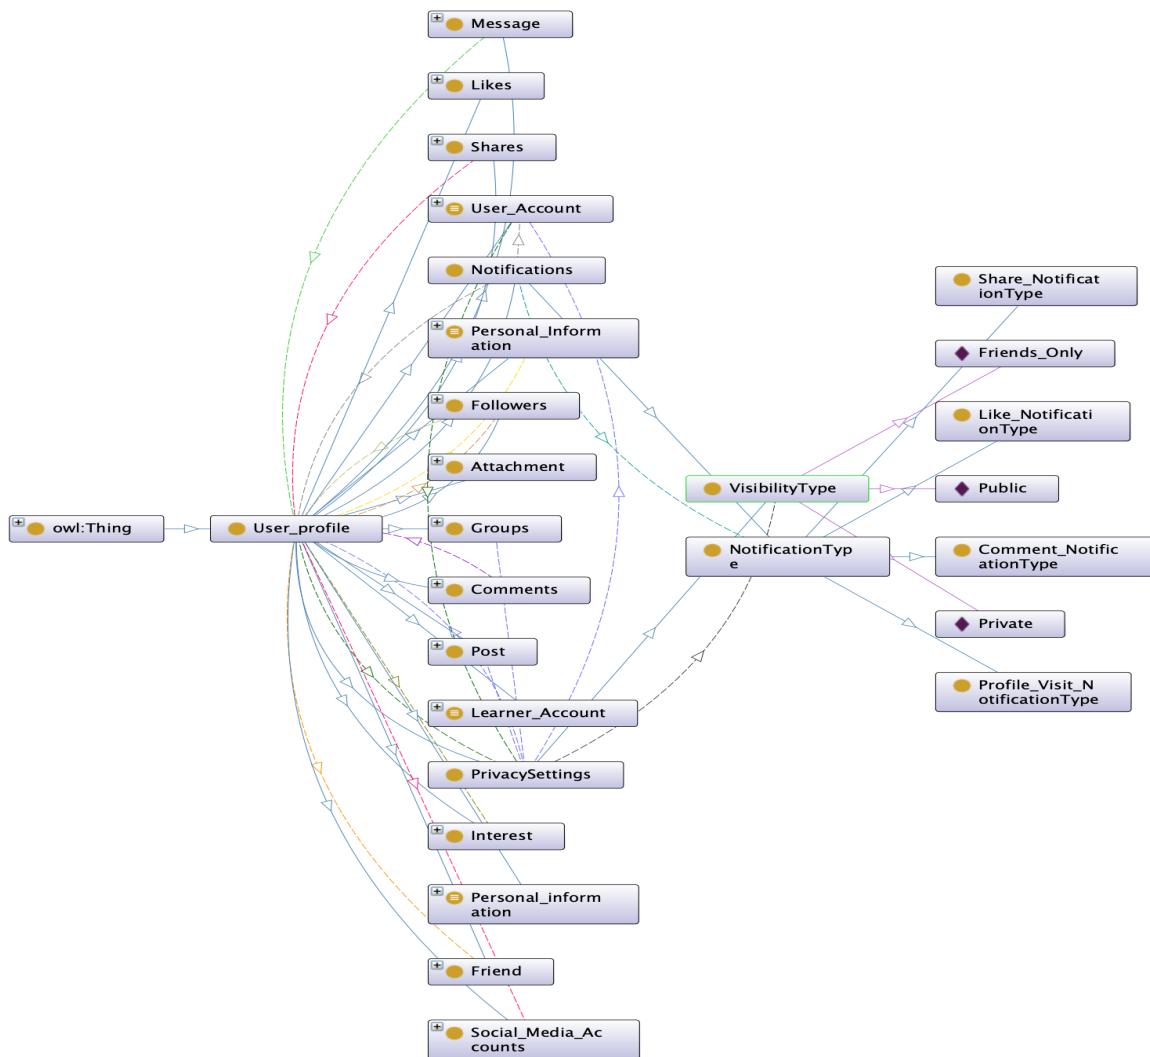 Message
Likes
Shares
User_Account
Notifications
Personal_Inform
ation
Followers
Attachment
owl:Thing
User_profile
Groups
Comments
Post
Learner_Account
PrivacySettings
Interest
Personal_inform
ation
Friend
Social_Media_Ac
counts
VisibilityType
NotificationTyp
e
Share_Notificat
ionType
Friends_Only
Like_Notificati
onType
Public
Comment_Notific
ationType
Private
Profile_Visit_N
otificationType